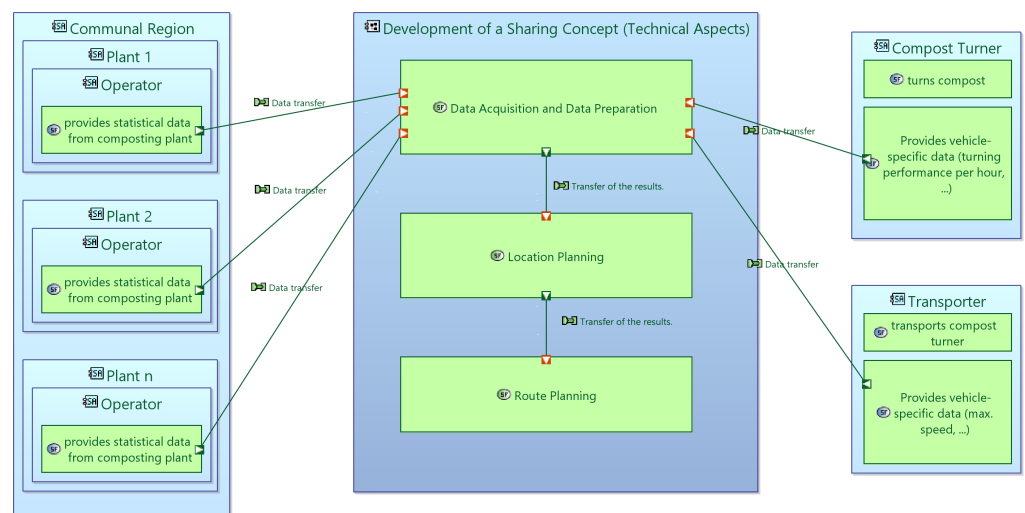 Communal Region
Plant 1
Operator
provides statistical data
from composting plant
Plant 2
Operator
provides statistical data
from composting plant
Plant n
Operator
provides statistical data
from composting plant
Data transfer
Data transfer
Data transfer
Development of a Sharing Concept (Technical Aspects)
Data Acquisition and Data Preparation
Transfer of the results.
Location Planning
Transfer of the results.
Route Planning
Data transfer
Data transfer
Compost Turner
turns compost
Provides vehicle-
specific data (turning
performance per hour,
...)
Transporter
transports compost
turner
Provides vehicle-
specific data (max.
speed, ...)